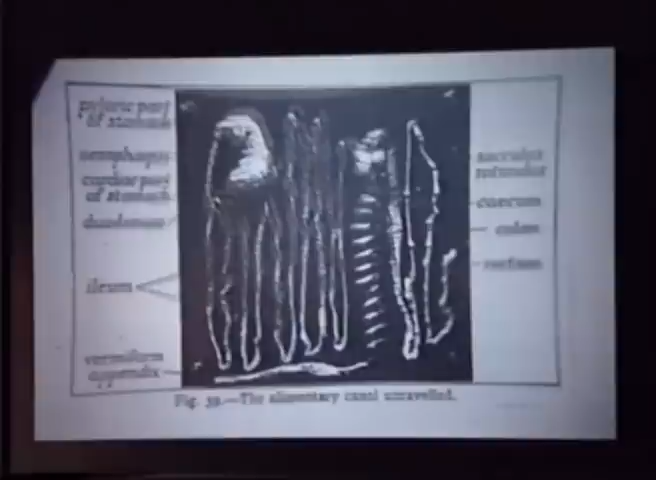 pyloric part
of stomach
oesophagus
cardiac part
of stomach
duodenum
ileum
vermiform
appendix
sacculus
rotundus
caecum
colon
rectum
Fig. 39.—The alimentary canal unravelled.